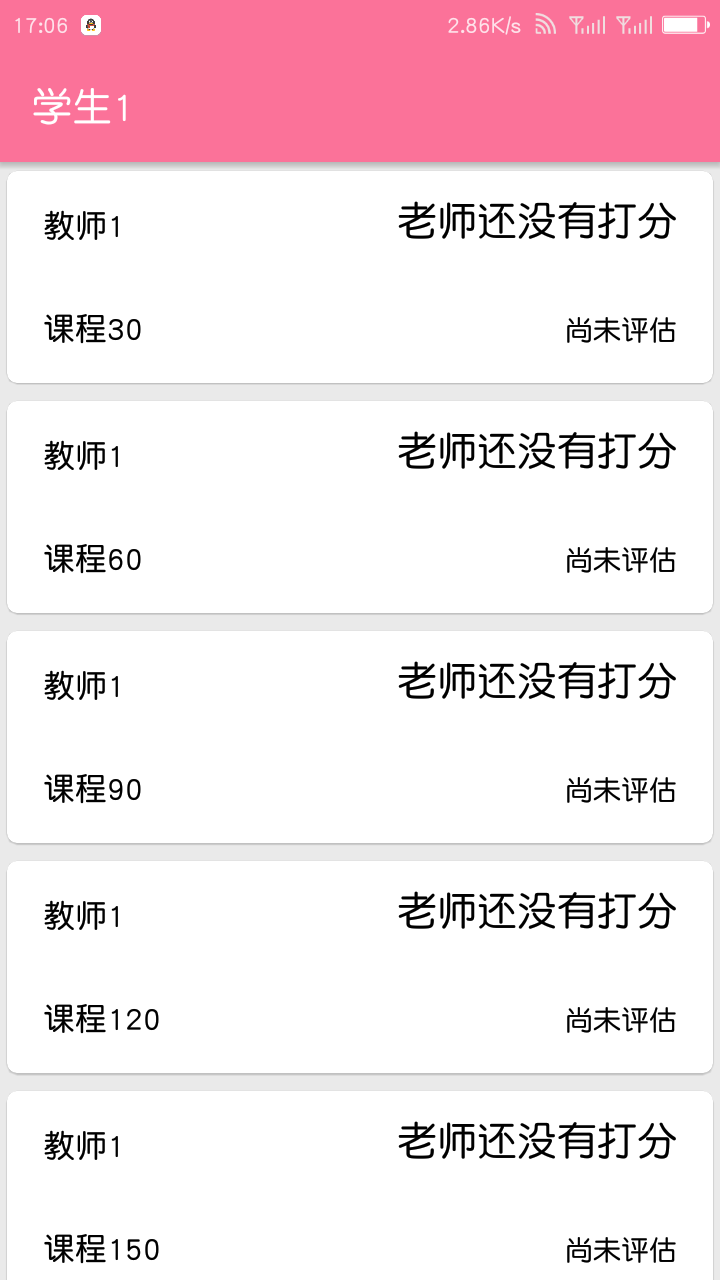 17:06 2.86K/s
学生1
教师1 老师还没有打分
课程30 尚未评估
教师1 老师还没有打分
课程60 尚未评估
教师1 老师还没有打分
课程90 尚未评估
教师1 老师还没有打分
课程120 尚未评估
教师1 老师还没有打分
课程150 尚未评估